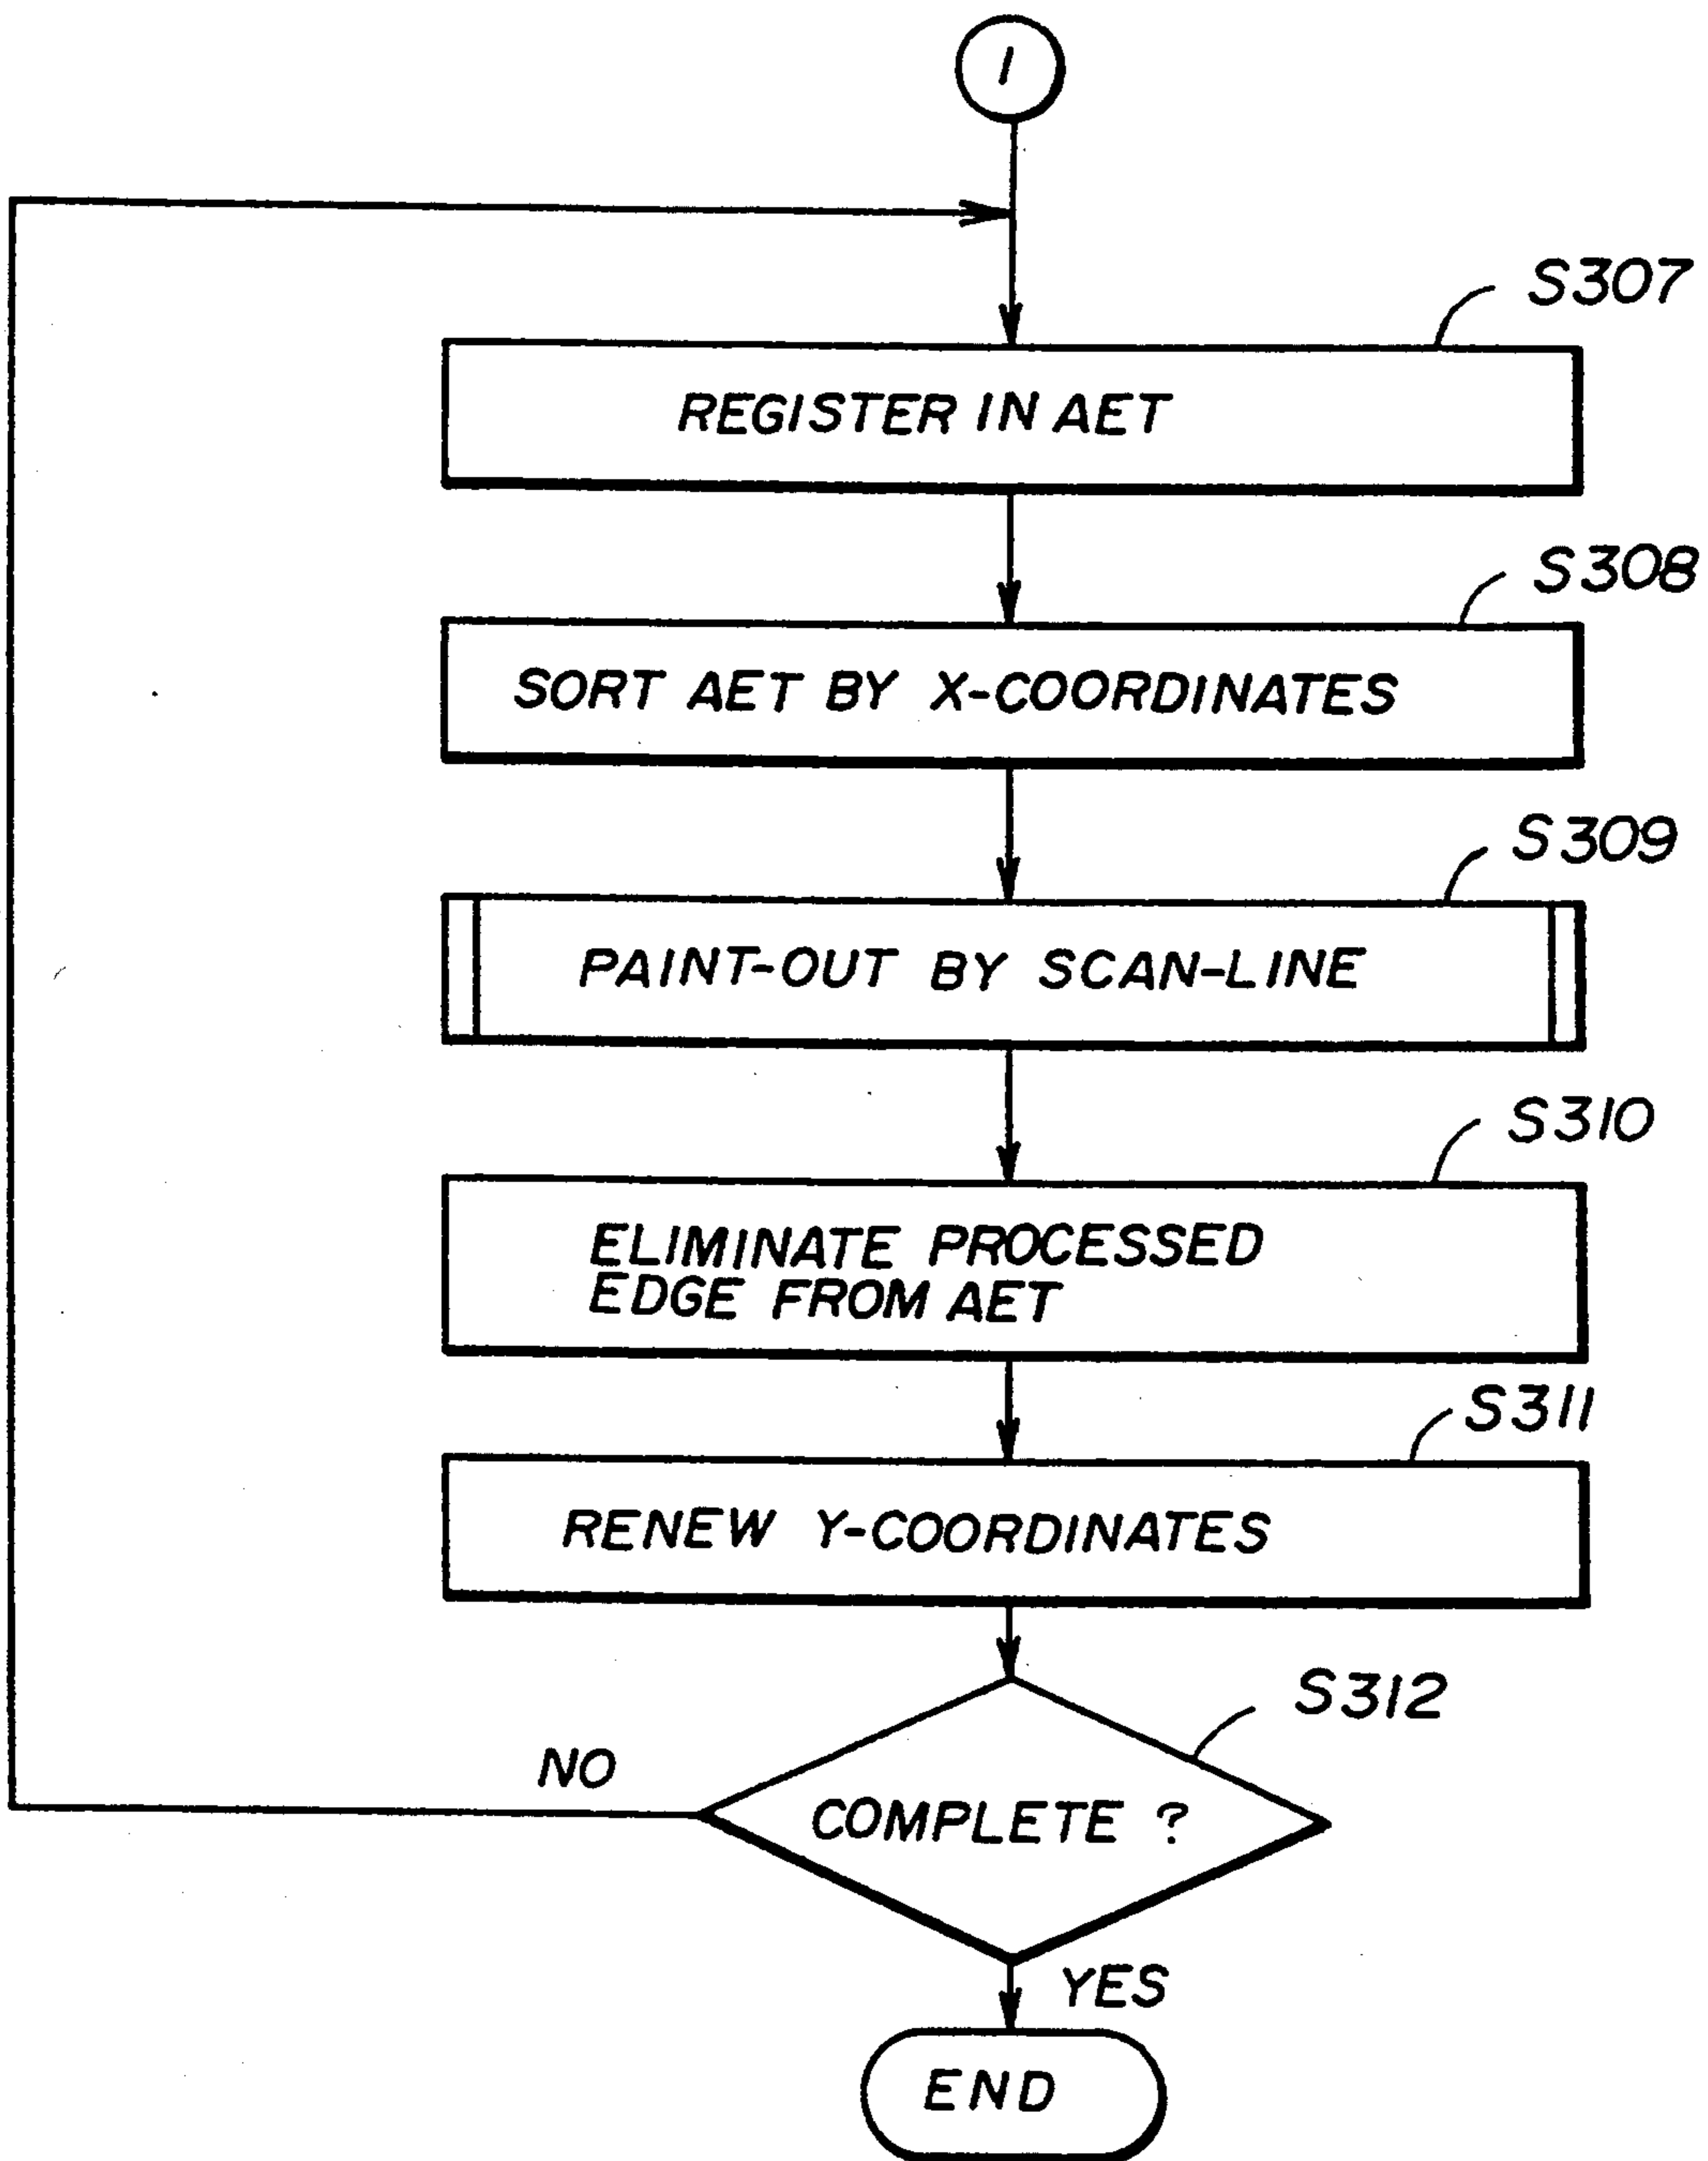 1
S307
REGISTER IN AET
S308
SORT AET BY X-COORDINATES
S309
PAINT-OUT BY SCAN-LINE
S310
ELIMINATE PROCESSED
EDGE FROM AET
S311
RENEW Y-COORDINATES
S312
NO
COMPLETE ?
YES
END